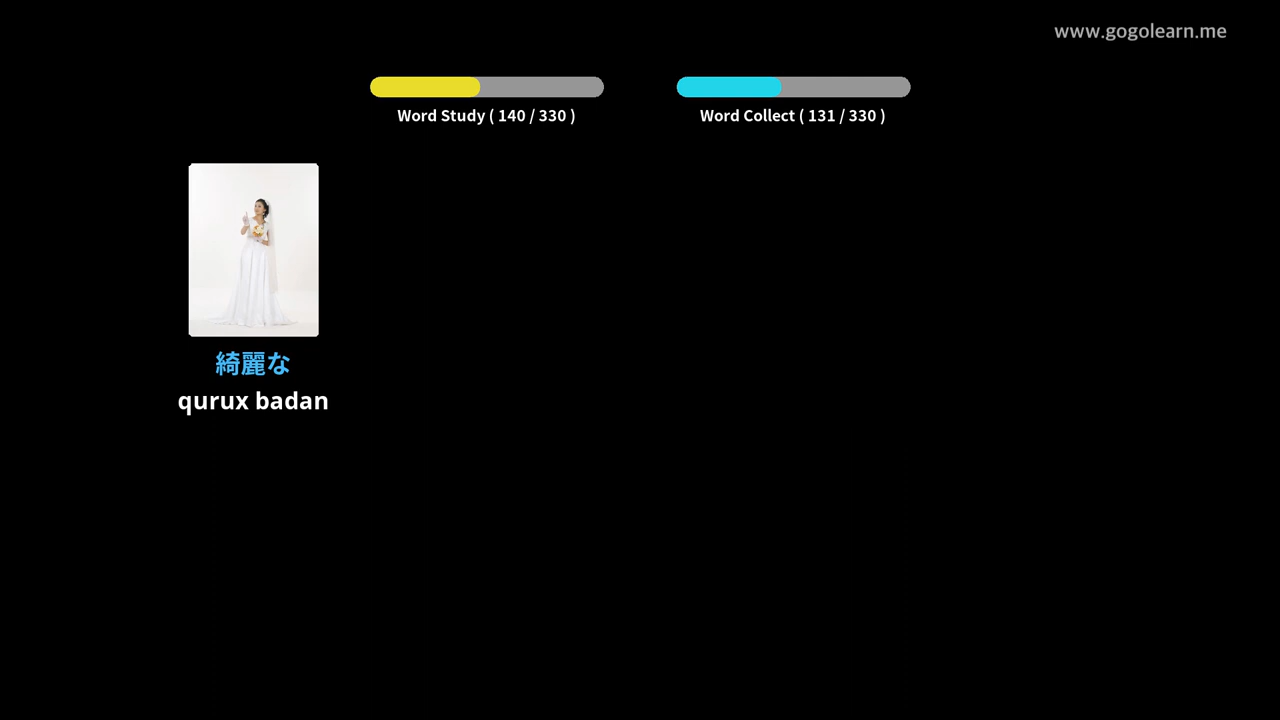 www.gogolearn.me
Word Study ( 140 / 330 )
Word Collect ( 131 / 330 )
綺麗な
qurux badan